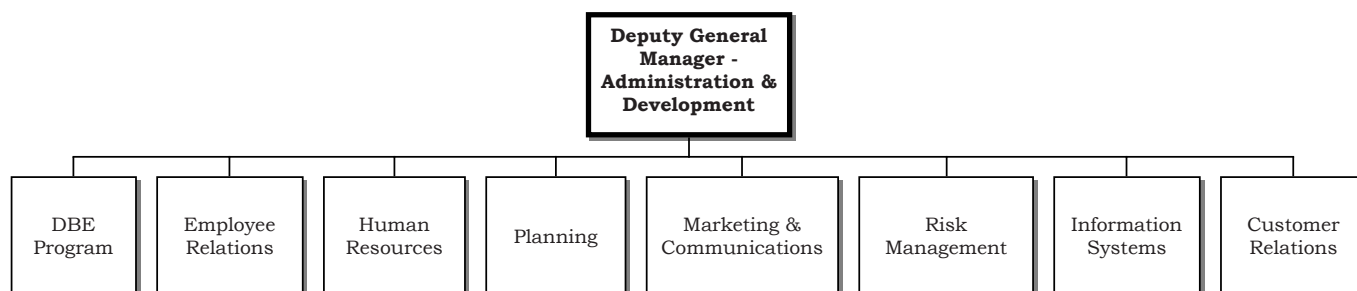 Deputy General
Manager -
Administration &
Development
DBE
Program
Employee
Relations
Human
Resources
Planning
Marketing &
Communications
Risk
Management
Information
Systems
Customer
Relations